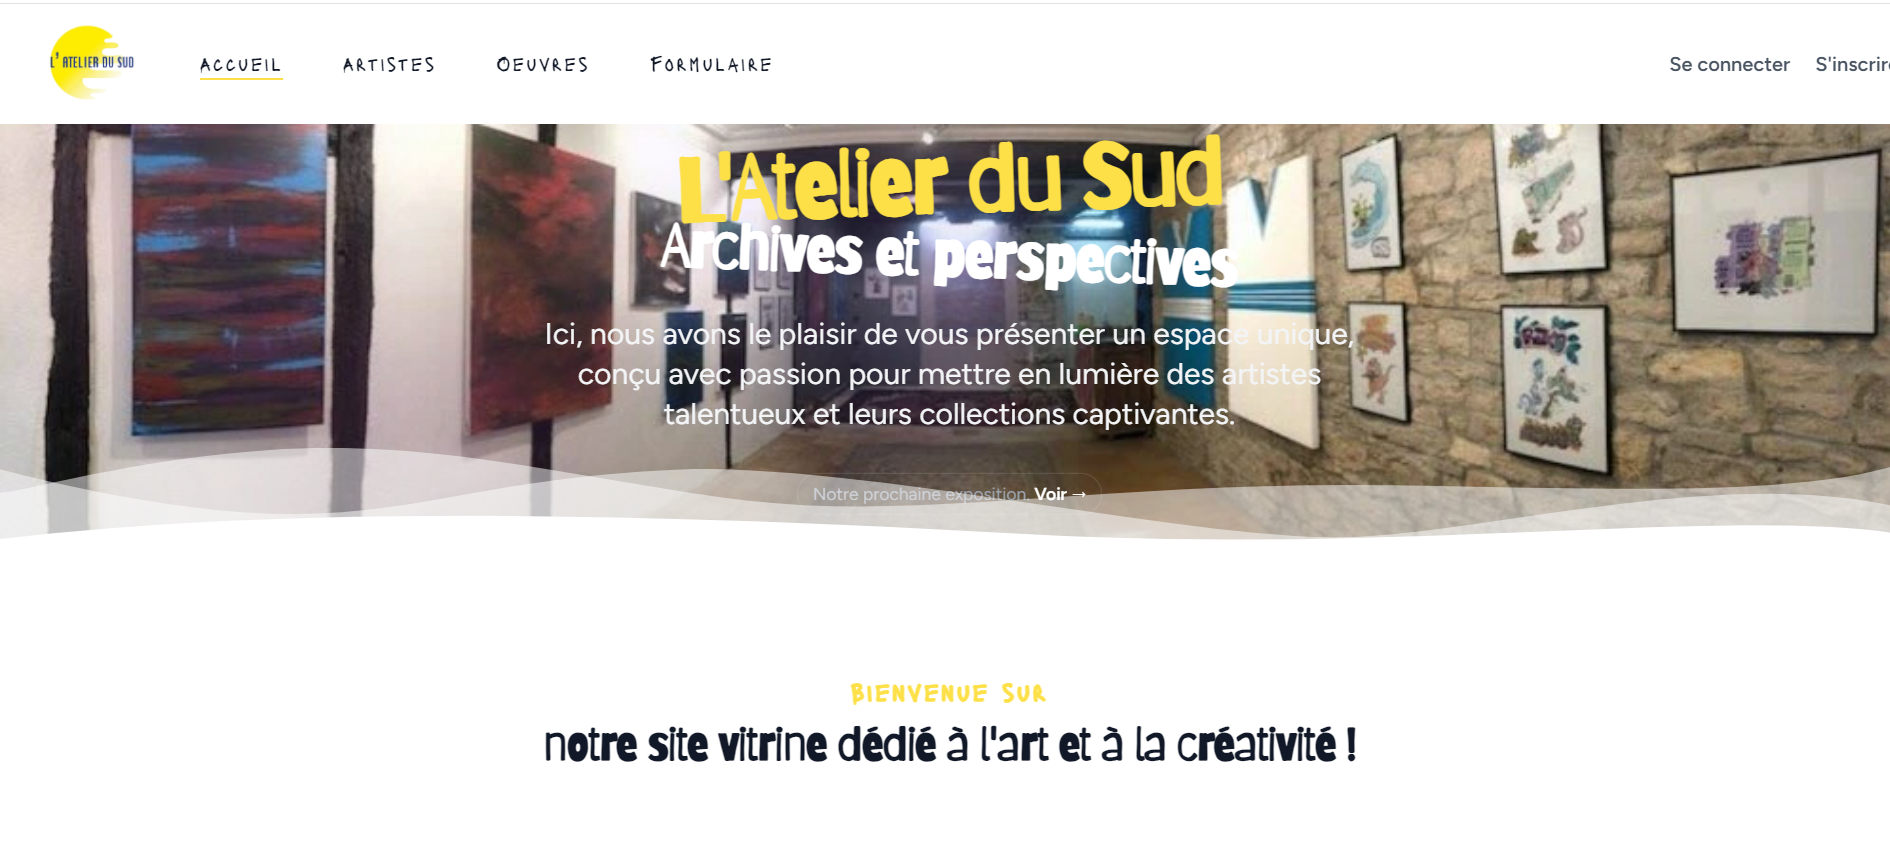 L'ATELIER DU SUD
ACCUEIL
ARTISTES
OEUVRES
FORMULAIRE
Se connecter
S'inscrire
L'Atelier du Sud
Archives et perspectives
Ici, nous avons le plaisir de vous présenter un espace unique,
conçu avec passion pour mettre en lumière des artistes
talentueux et leurs collections captivantes.
Notre prochaine exposition. Voir →
BIENVENUE SUR
notre site vitrine dédié à l'art et à la créativité !